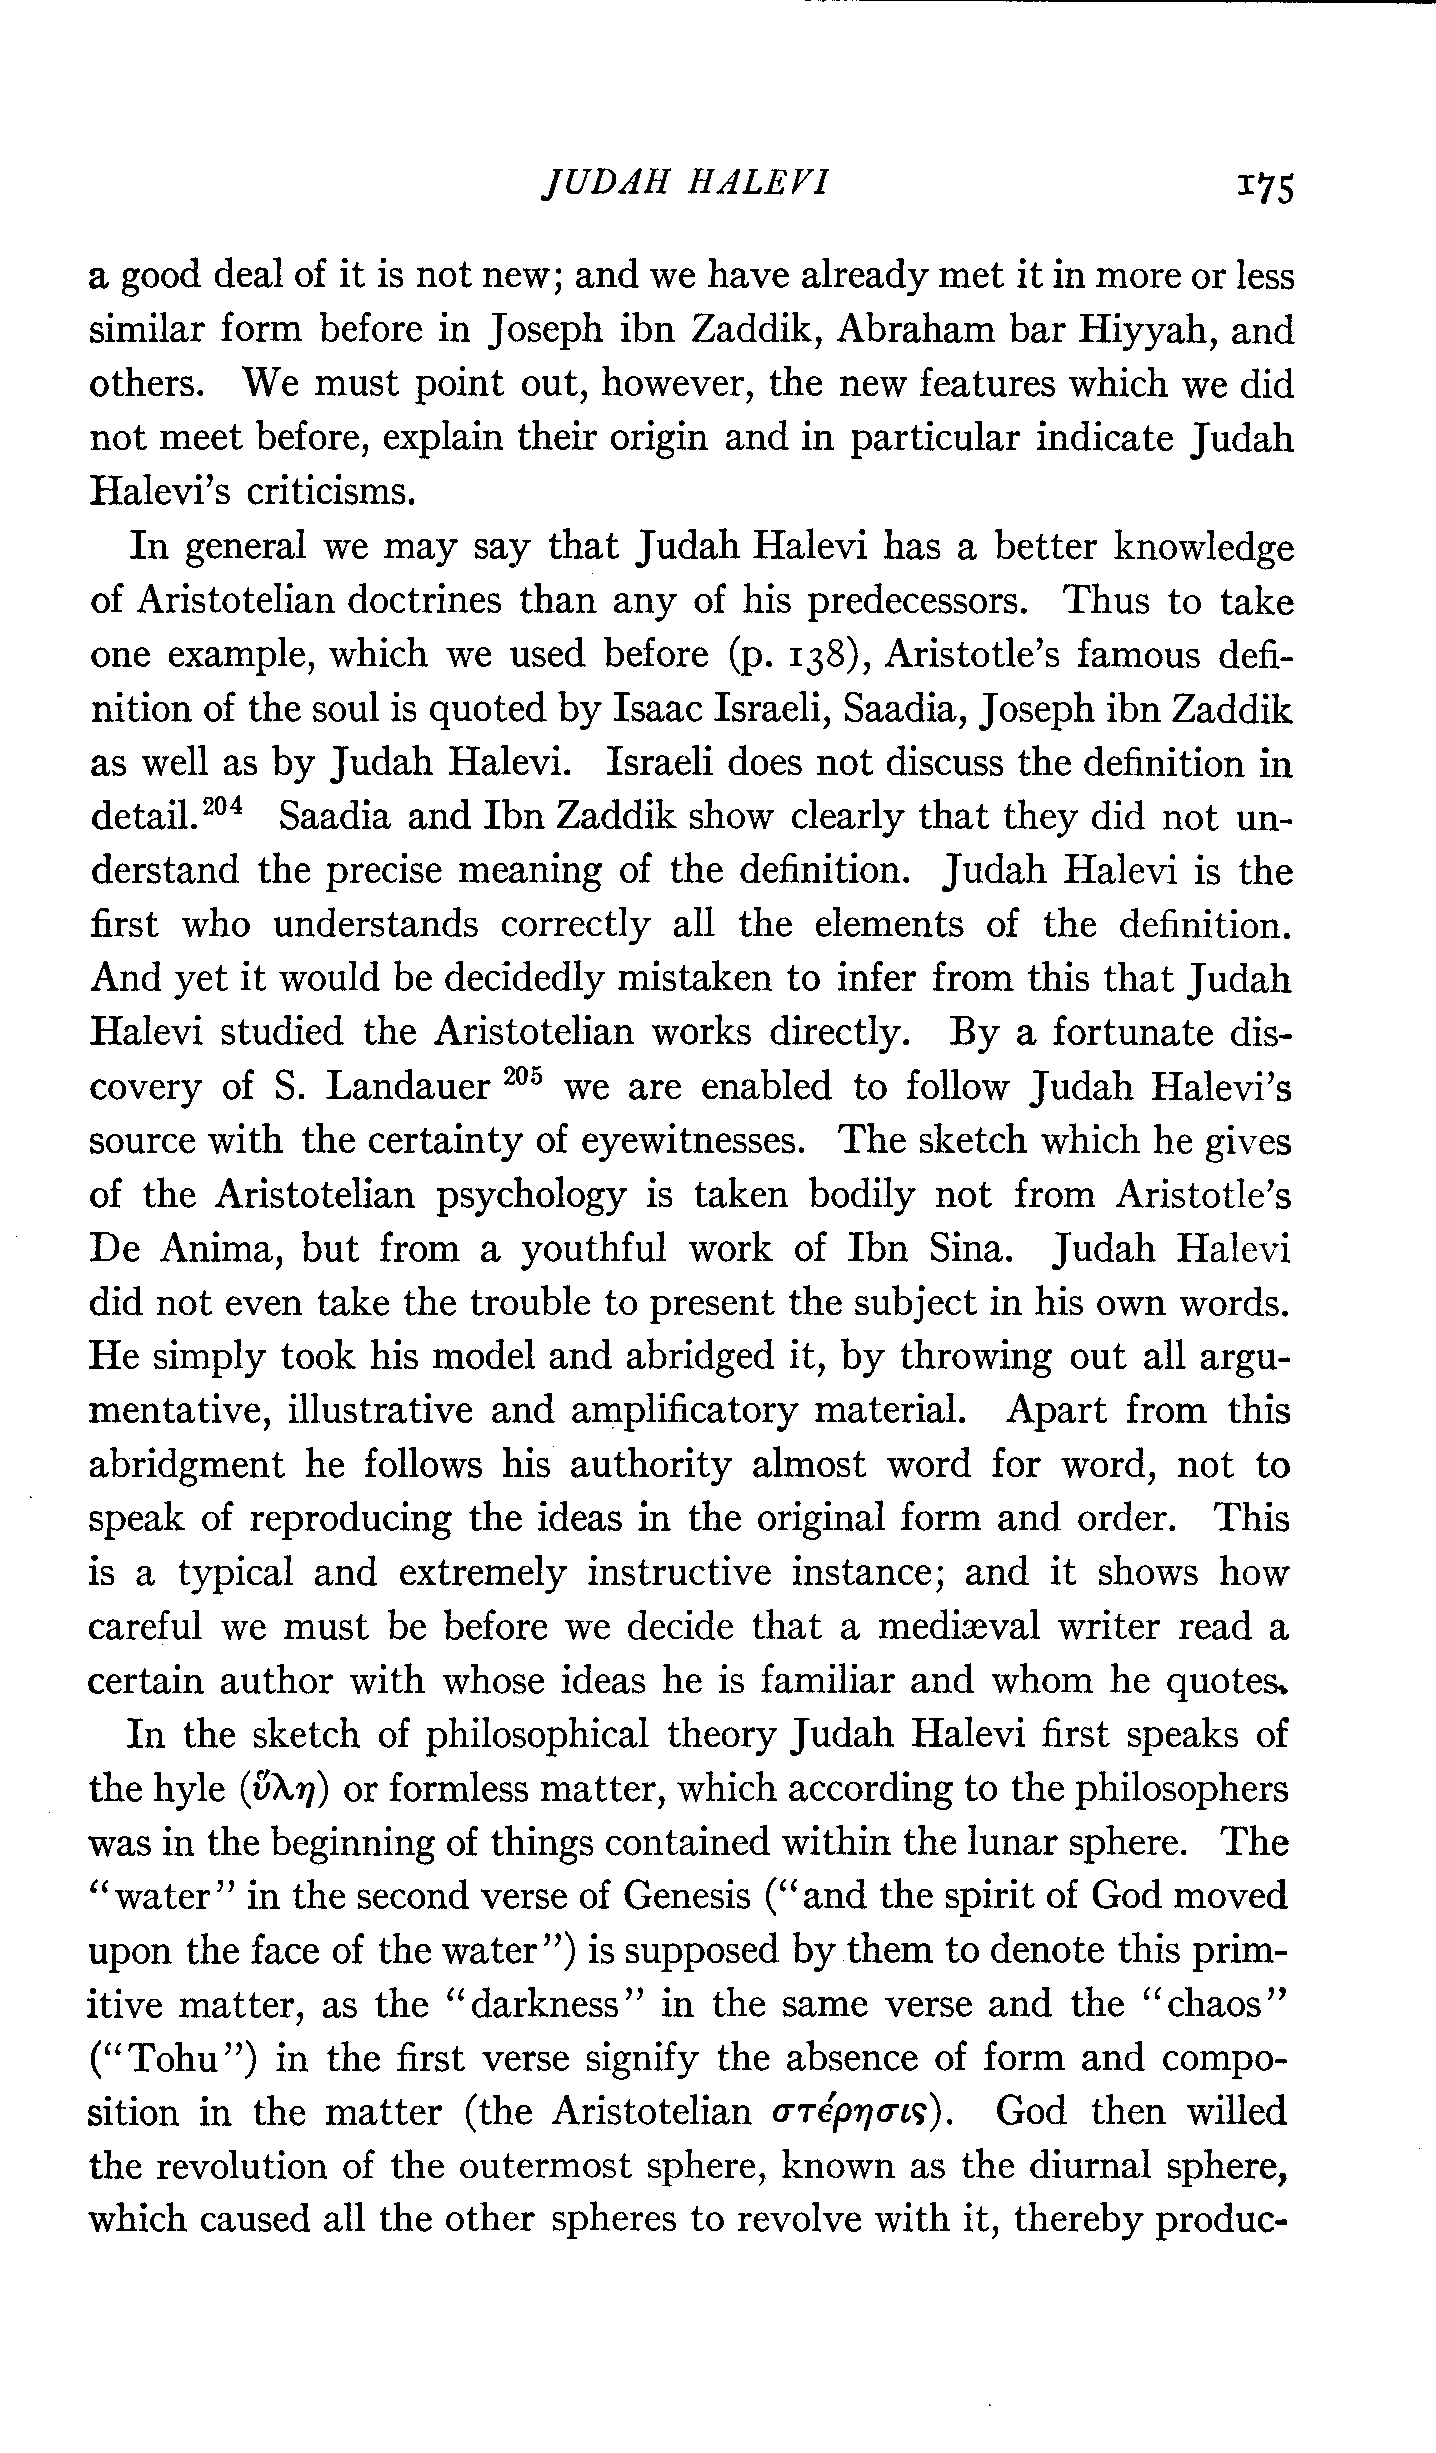 JUDAH HALEVI 175
a good deal of it is not new; and we have already met it in more or less
similar form before in Joseph ibn Zaddik, Abraham bar Hiyyah, and
others. We must point out, however, the new features which we did
not meet before, explain their origin and in particular indicate Judah
Halevi's criticisms.
In general we may say that Judah Halevi has a better knowledge
of Aristotelian doctrines than any of his predecessors. Thus to take
one example, which we used before (p. 138), Aristotle's famous defi-
nition of the soul is quoted by Isaac Israeli, Saadia, Joseph ibn Zaddik
as well as by Judah Halevi. Israeli does not discuss the definition in
detail.²⁰⁴ Saadia and Ibn Zaddik show clearly that they did not un-
derstand the precise meaning of the definition. Judah Halevi is the
first who understands correctly all the elements of the definition.
And yet it would be decidedly mistaken to infer from this that Judah
Halevi studied the Aristotelian works directly. By a fortunate dis-
covery of S. Landauer ²⁰⁵ we are enabled to follow Judah Halevi's
source with the certainty of eyewitnesses. The sketch which he gives
of the Aristotelian psychology is taken bodily not from Aristotle's
De Anima, but from a youthful work of Ibn Sina. Judah Halevi
did not even take the trouble to present the subject in his own words.
He simply took his model and abridged it, by throwing out all argu-
mentative, illustrative and amplificatory material. Apart from this
abridgment he follows his authority almost word for word, not to
speak of reproducing the ideas in the original form and order. This
is a typical and extremely instructive instance; and it shows how
careful we must be before we decide that a mediæval writer read a
certain author with whose ideas he is familiar and whom he quotes.
In the sketch of philosophical theory Judah Halevi first speaks of
the hyle (ὕλη) or formless matter, which according to the philosophers
was in the beginning of things contained within the lunar sphere. The
"water" in the second verse of Genesis ("and the spirit of God moved
upon the face of the water") is supposed by them to denote this prim-
itive matter, as the "darkness" in the same verse and the "chaos"
("Tohu") in the first verse signify the absence of form and compo-
sition in the matter (the Aristotelian στέρησις). God then willed
the revolution of the outermost sphere, known as the diurnal sphere,
which caused all the other spheres to revolve with it, thereby produc-